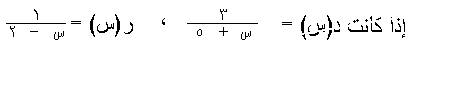 إذا كانت د(س) = ٣ / (س + ٥) ، ر(س) = ١ / (س - ٢)